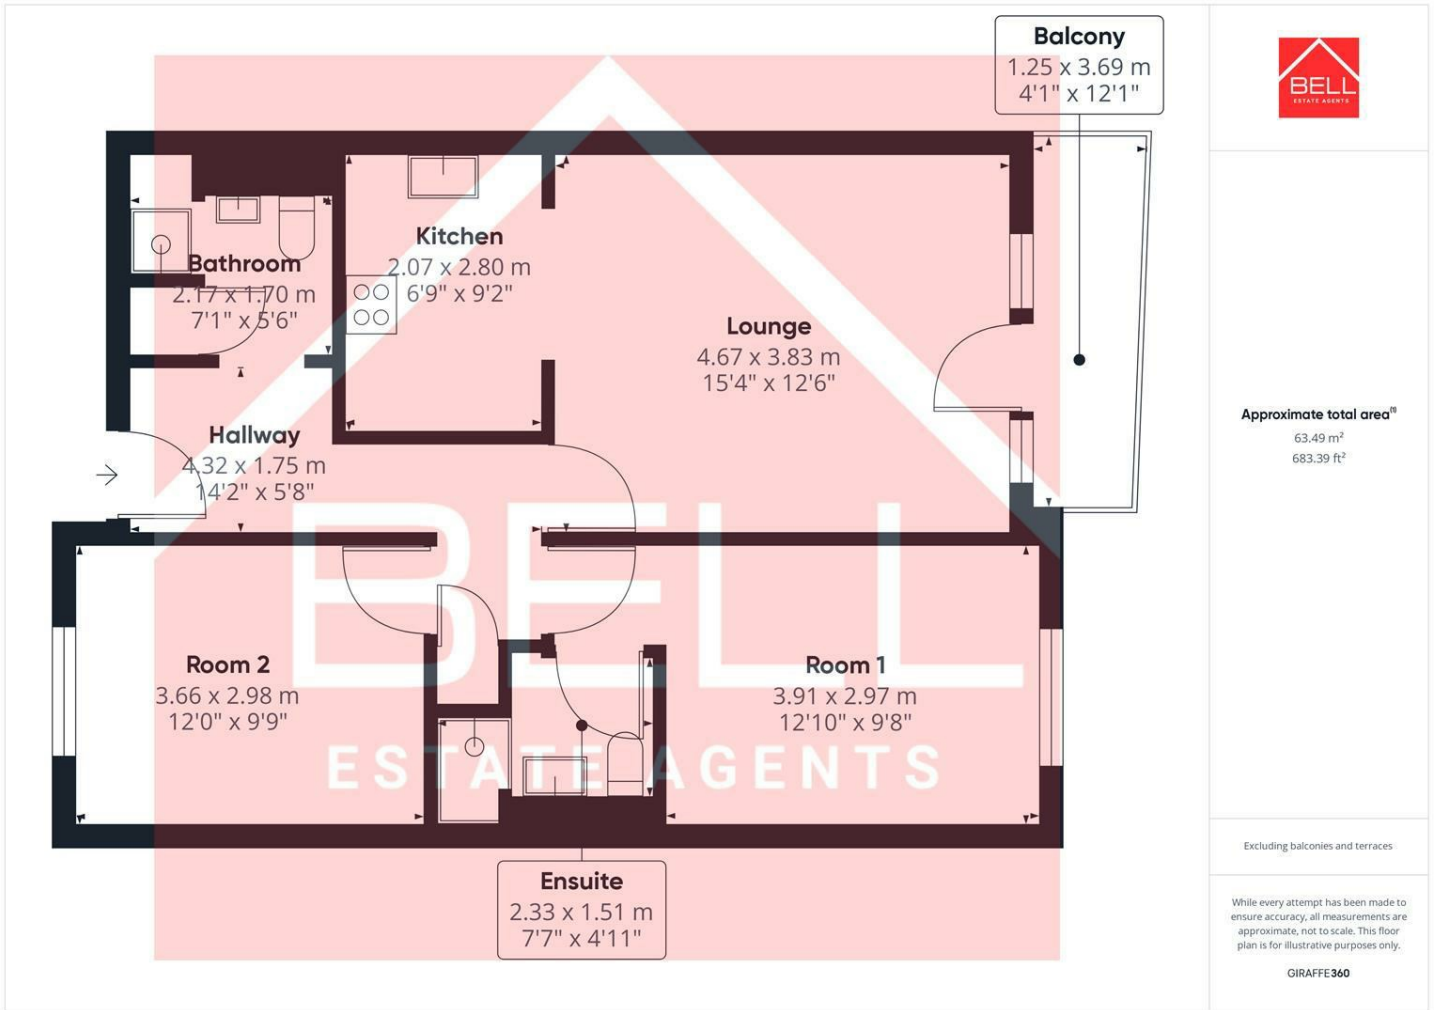 Balcony
1.25 x 3.69 m
4'1" x 12'1"
Kitchen
2.07 x 2.80 m
6'9" x 9'2"
Bathroom
2.17 x 1.70 m
7'1" x 5'6"
Lounge
4.67 x 3.83 m
15'4" x 12'6"
Hallway
4.32 x 1.75 m
14'2" x 5'8"
Room 2
3.66 x 2.98 m
12'0" x 9'9"
Room 1
3.91 x 2.97 m
12'10" x 9'8"
Ensuite
2.33 x 1.51 m
7'7" x 4'11"
BELL
ESTATE AGENTS
BELL
ESTATE AGENTS
Approximate total area(1)
63.49 m²
683.39 ft²
Excluding balconies and terraces
While every attempt has been made to
ensure accuracy, all measurements are
approximate, not to scale. This floor
plan is for illustrative purposes only.
GIRAFFE360